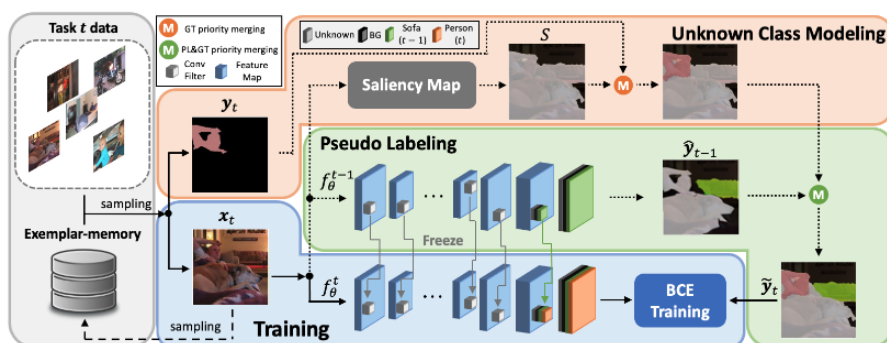 Task t data
M GT priority merging
M PL&GT priority merging
Conv Filter
Feature Map
Unknown
BG
Sofa (t − 1)
Person (t)
Unknown Class Modeling
y_t
Saliency Map
S
M
Pseudo Labeling
f_θ^{t−1}
...
ŷ_{t−1}
M
sampling
Exemplar-memory
x_t
Freeze
f_θ^t
...
BCE
Training
ỹ_t
sampling
Training